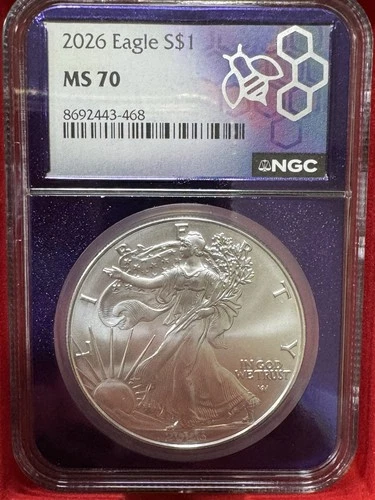 2026 Eagle S$1
MS 70
8692443-468
NGC
LIBERTY
IN GOD
WE TRUST